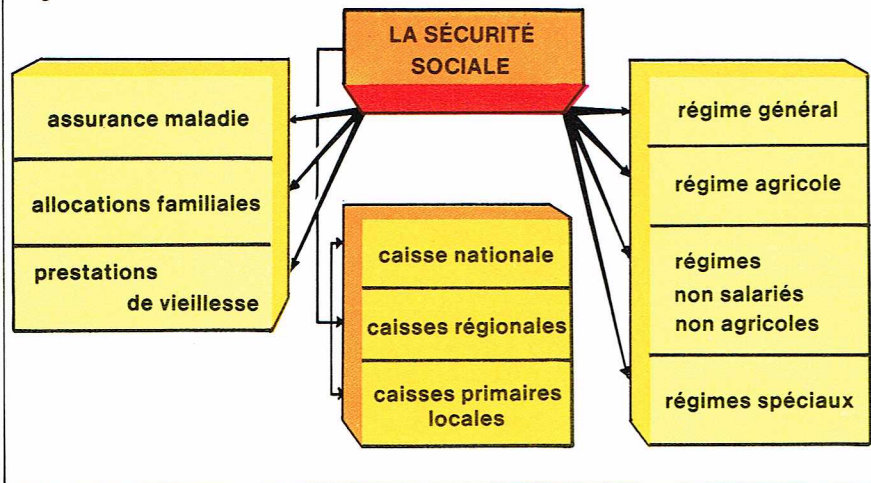 LA SÉCURITÉ
SOCIALE
assurance maladie
allocations familiales
prestations
de vieillesse
caisse nationale
caisses régionales
caisses primaires
locales
régime général
régime agricole
régimes
non salariés
non agricoles
régimes spéciaux